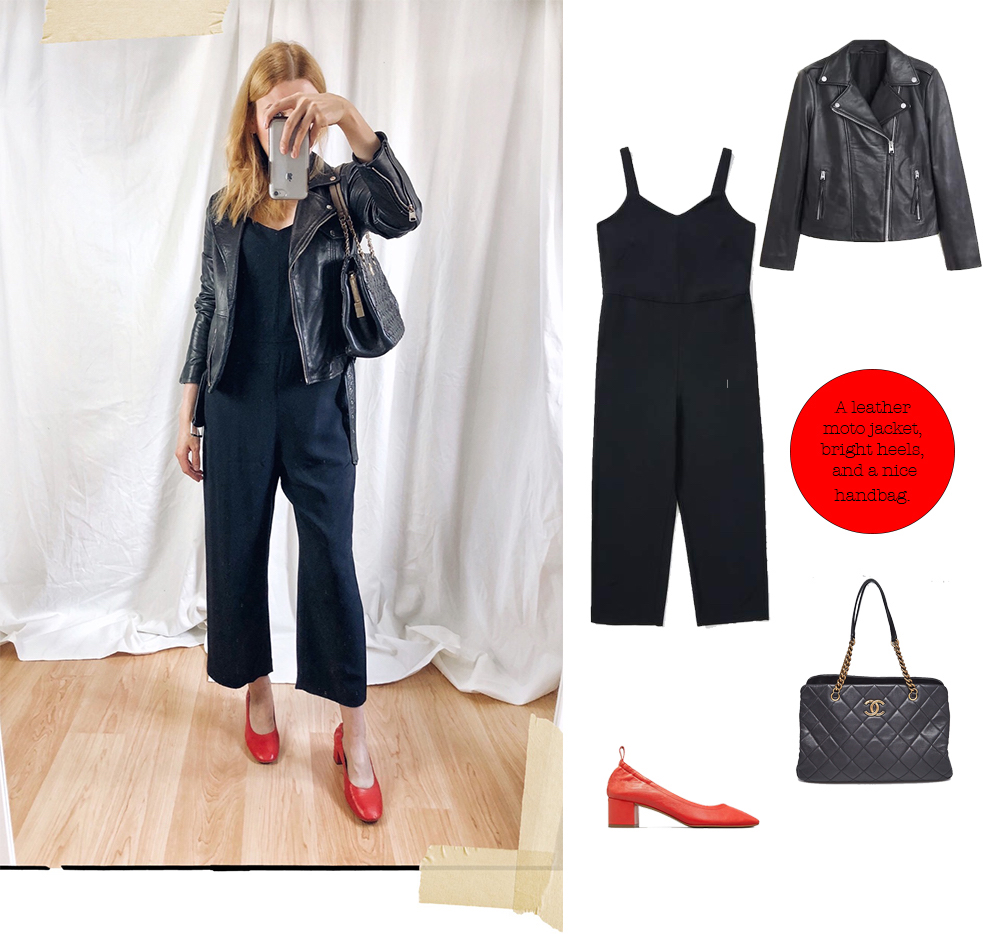 A leather
moto jacket,
bright heels,
and a nice
handbag.